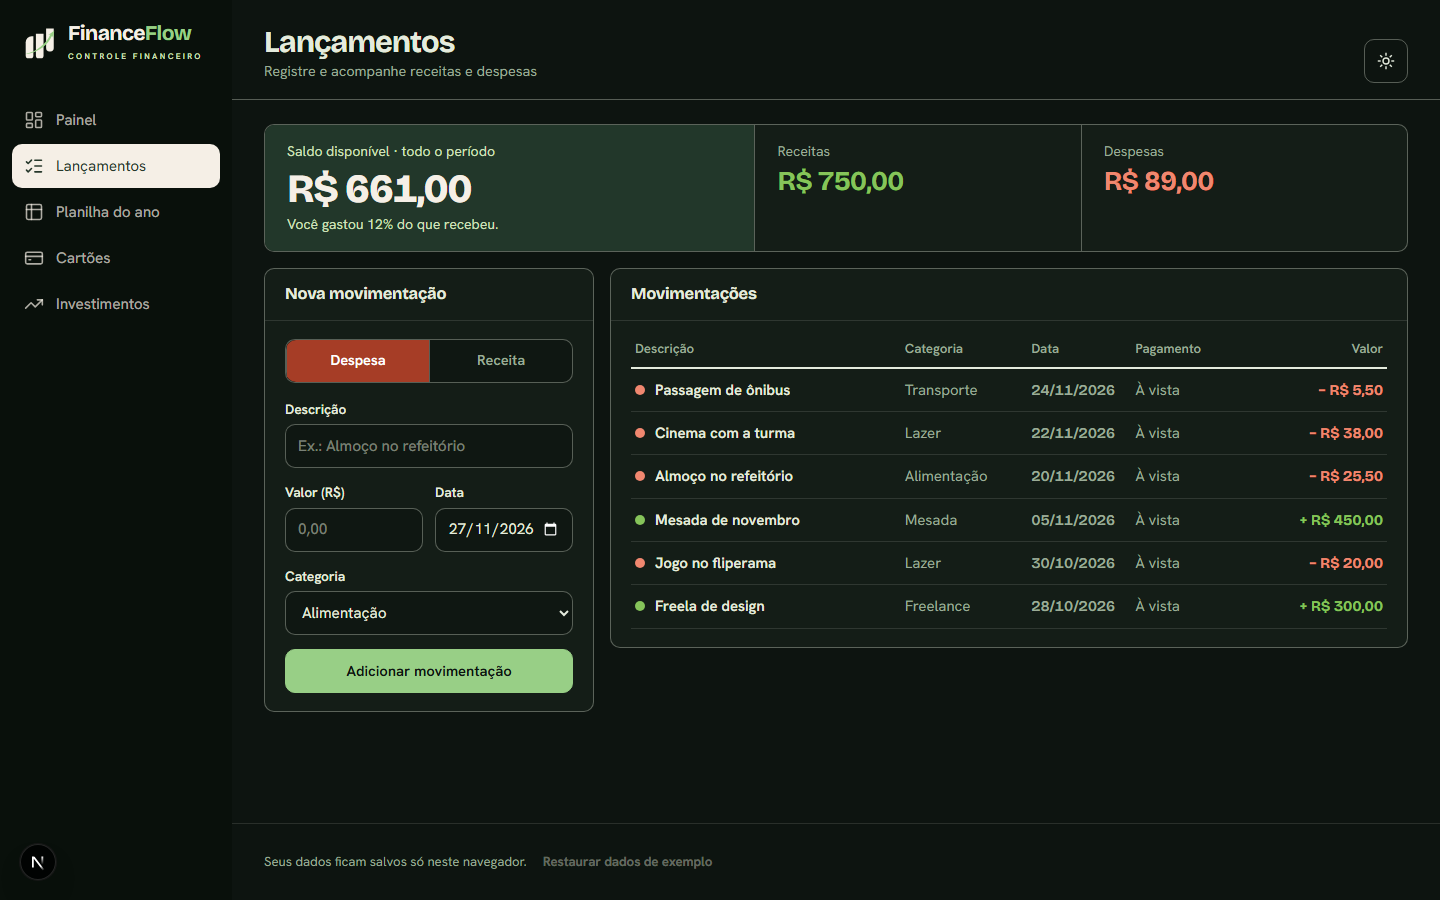 FinanceFlow
CONTROLE FINANCEIRO
Painel
Lançamentos
Planilha do ano
Cartões
Investimentos
Lançamentos
Registre e acompanhe receitas e despesas
Saldo disponível · todo o período
R$ 661,00
Você gastou 12% do que recebeu.
Receitas
R$ 750,00
Despesas
R$ 89,00
Nova movimentação
Despesa Receita
Descrição
Ex.: Almoço no refeitório
Valor (R$) Data
0,00 27/11/2026
Categoria
Alimentação
Adicionar movimentação
Movimentações
Descrição Categoria Data Pagamento Valor
Passagem de ônibus Transporte 24/11/2026 À vista − R$ 5,50
Cinema com a turma Lazer 22/11/2026 À vista − R$ 38,00
Almoço no refeitório Alimentação 20/11/2026 À vista − R$ 25,50
Mesada de novembro Mesada 05/11/2026 À vista + R$ 450,00
Jogo no fliperama Lazer 30/10/2026 À vista − R$ 20,00
Freela de design Freelance 28/10/2026 À vista + R$ 300,00
N
Seus dados ficam salvos só neste navegador. Restaurar dados de exemplo